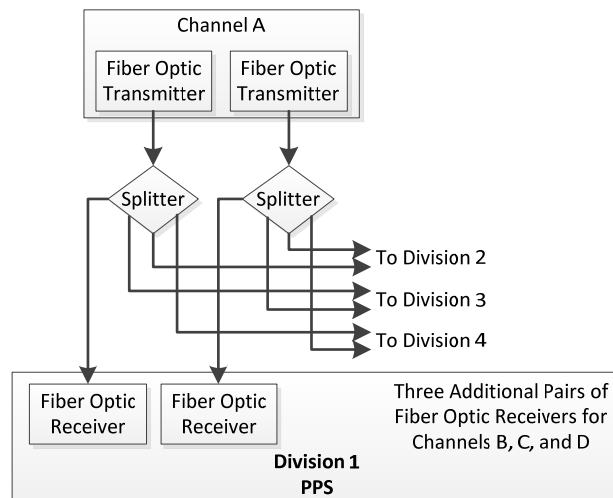 Channel A
Fiber Optic
Transmitter
Fiber Optic
Transmitter
Splitter
Splitter
To Division 2
To Division 3
To Division 4
Fiber Optic
Receiver
Fiber Optic
Receiver
Three Additional Pairs of
Fiber Optic Receivers for
Channels B, C, and D
Division 1
PPS